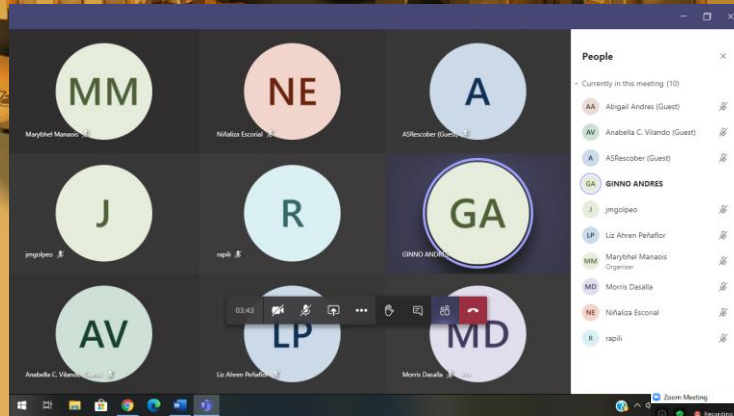 MM
Marybhel Manaois
NE
Niñaliza Escorial
A
ASRescober (Guest)
J
jmgolpeo
R
rapili
GA
GINNO ANDRES
AV
Anabella C. Vilando (Guest)
LP
Liz Ahren Peñaflor
MD
Morris Dasalla
03:43
People
Currently in this meeting (10)
AA Abigail Andres (Guest)
AV Anabella C. Vilando (Guest)
A ASRescober (Guest)
GA GINNO ANDRES
J jmgolpeo
LP Liz Ahren Peñaflor
MM Marybhel Manaois
Organizer
MD Morris Dasalla
NE Niñaliza Escorial
R rapili
Zoom Meeting
Recording